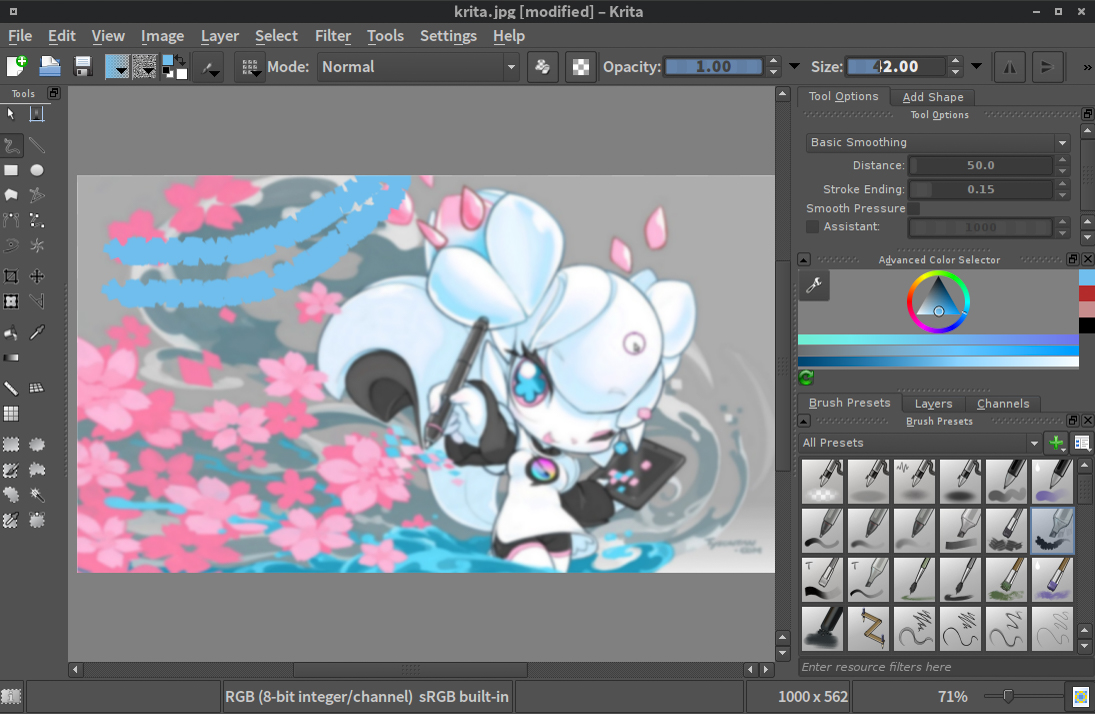 krita.jpg [modified] – Krita
File Edit View Image Layer Select Filter Tools Settings Help
Mode: Normal Opacity: 1.00 Size: 42.00 »
Tools
Tool Options Add Shape
Tool Options
Basic Smoothing
Distance: 50.0
Stroke Ending: 0.15
Smooth Pressure
Assistant: 1000
Advanced Color Selector
Brush Presets Layers Channels
Brush Presets
All Presets
T T
Enter resource filters here
RGB (8-bit integer/channel) sRGB built-in 1000 x 562 71%